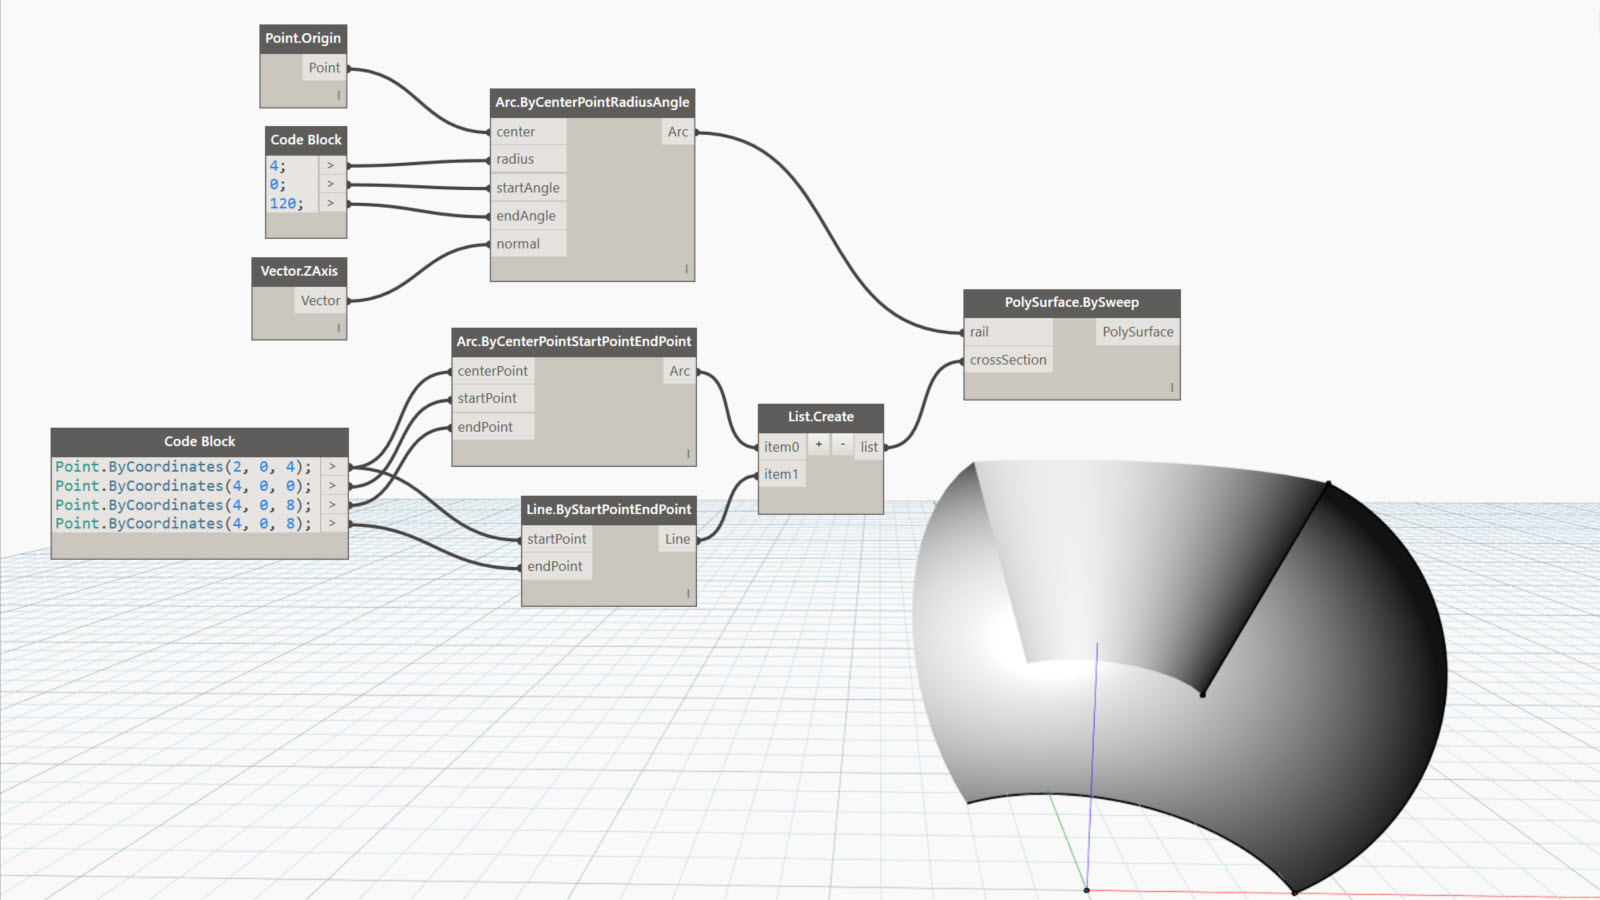 Point.Origin
Point
Code Block
4; >
0; >
120; >
Vector.ZAxis
Vector
Arc.ByCenterPointRadiusAngle
center Arc
radius
startAngle
endAngle
normal
Arc.ByCenterPointStartPointEndPoint
centerPoint Arc
startPoint
endPoint
Code Block
Point.ByCoordinates(2, 0, 4); >
Point.ByCoordinates(4, 0, 0); >
Point.ByCoordinates(4, 0, 8); >
Point.ByCoordinates(4, 0, 8); >
Line.ByStartPointEndPoint
startPoint Line
endPoint
List.Create
item0 + - list
item1
PolySurface.BySweep
rail PolySurface
crossSection